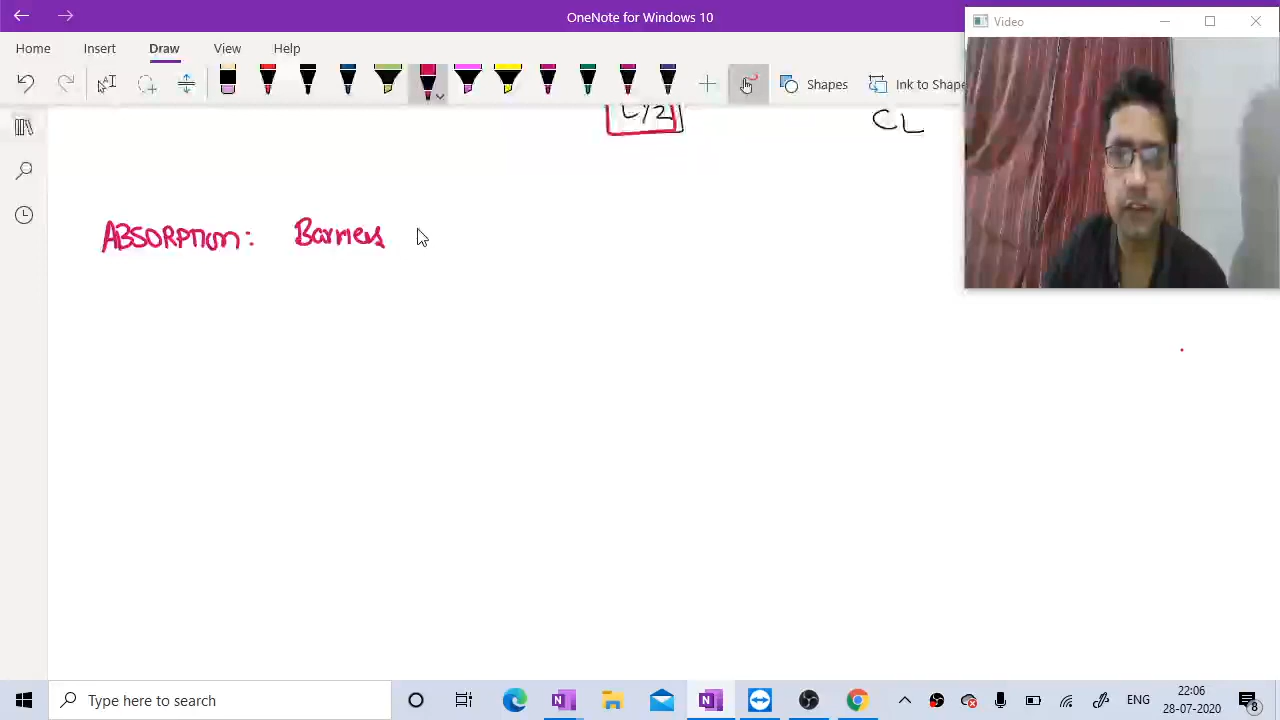 OneNote for Windows 10
Video
Home Insert Draw View Help
Shapes Ink to Shape
L/2 CL
ABSORPTION: Barriers
Type here to search
ENG 22:06
28-07-2020
8